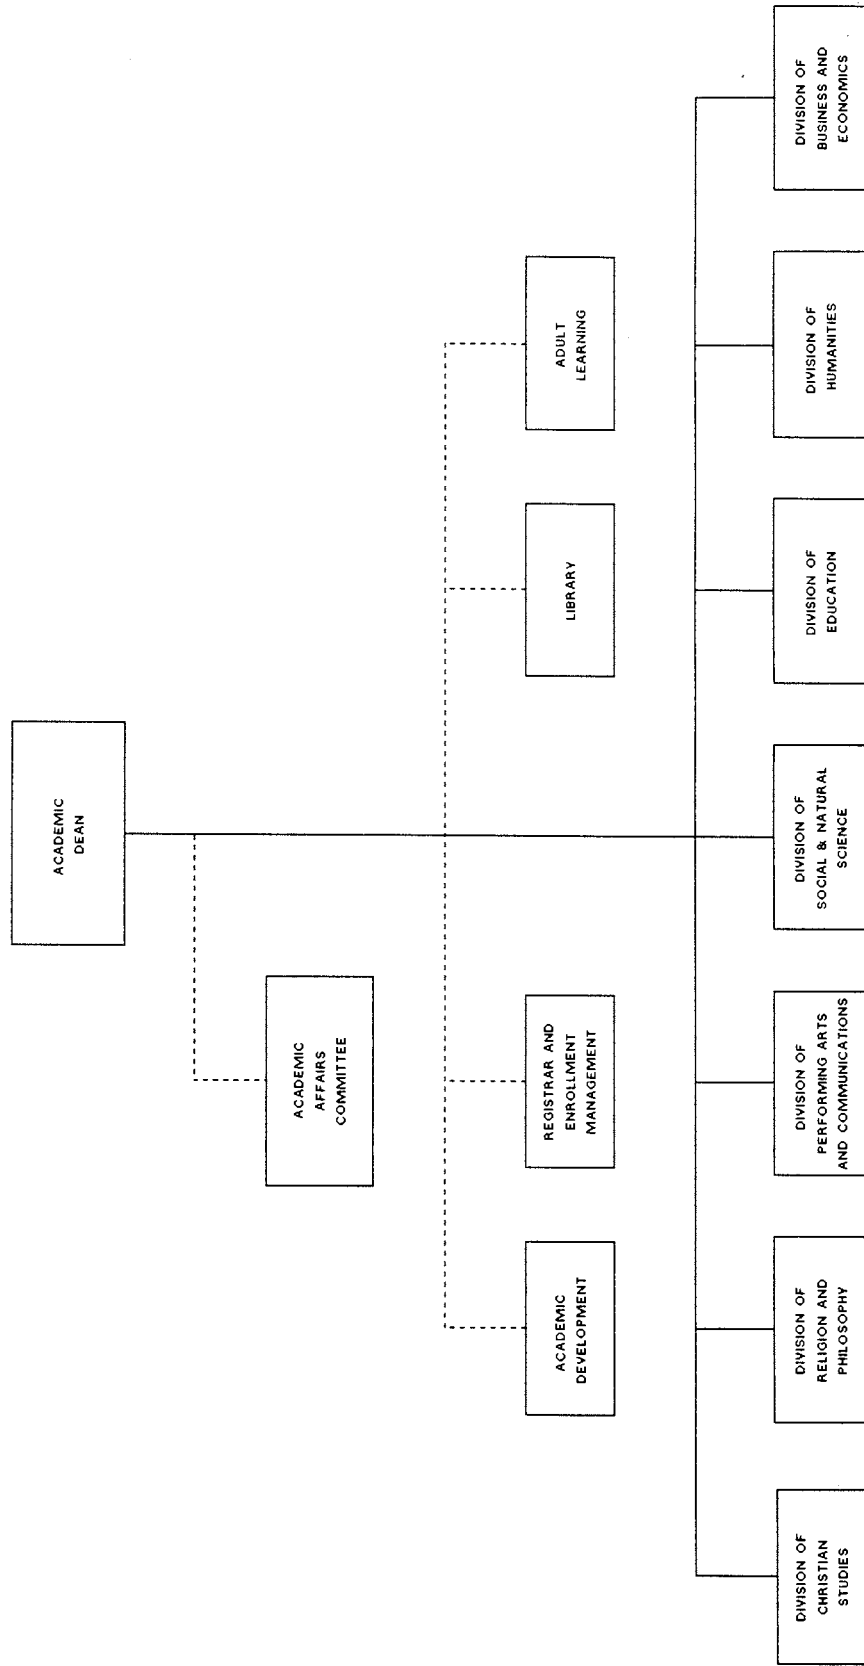 ACADEMIC
DEAN
ACADEMIC
AFFAIRS
COMMITTEE
ACADEMIC
DEVELOPMENT
REGISTRAR AND
ENROLLMENT
MANAGEMENT
LIBRARY
ADULT
LEARNING
DIVISION OF
CHRISTIAN
STUDIES
DIVISION OF
RELIGION AND
PHILOSOPHY
DIVISION OF
PERFORMING ARTS
AND COMMUNICATIONS
DIVISION OF
SOCIAL & NATURAL
SCIENCE
DIVISION OF
EDUCATION
DIVISION OF
HUMANITIES
DIVISION OF
BUSINESS AND
ECONOMICS